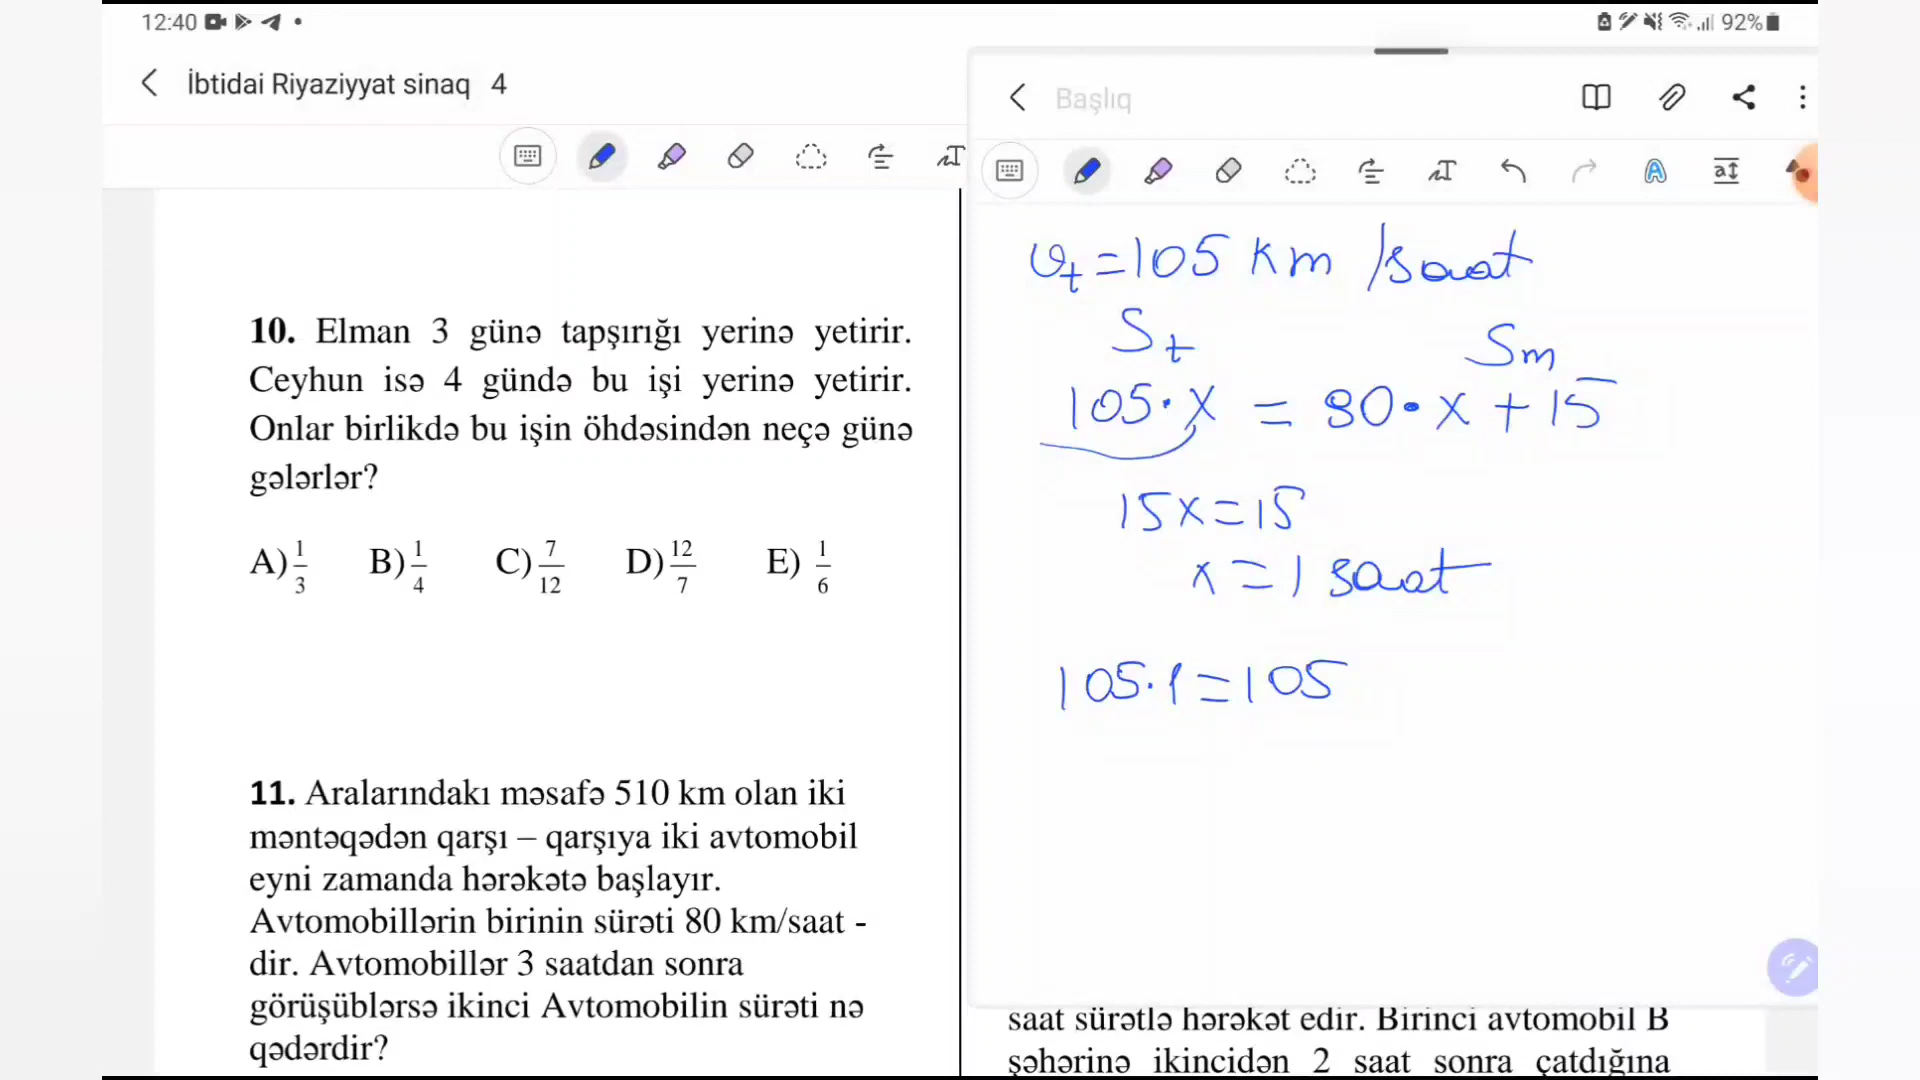 12:40
92%
İbtidai Riyaziyyat sinaq 4
10. Elman 3 günə tapşırığı yerinə yetirir.
Ceyhun isə 4 gündə bu işi yerinə yetirir.
Onlar birlikdə bu işin öhdəsindən neçə günə
gələrlər?
A) 1/3 B) 1/4 C) 7/12 D) 12/7 E) 1/6
11. Aralarındakı məsafə 510 km olan iki
məntəqədən qarşı – qarşıya iki avtomobil
eyni zamanda hərəkətə başlayır.
Avtomobillərin birinin sürəti 80 km/saat -
dir. Avtomobillər 3 saatdan sonra
görüşüblərsə ikinci Avtomobilin sürəti nə
qədərdir?
Başlıq
υt = 105 km/saat
St Sm
105·x = 90·x + 15
15x = 15
x = 1 saat
105·1 = 105
saat sürətlə hərəkət edir. Birinci avtomobil B
şəhərinə ikincidən 2 saat sonra çatdığına